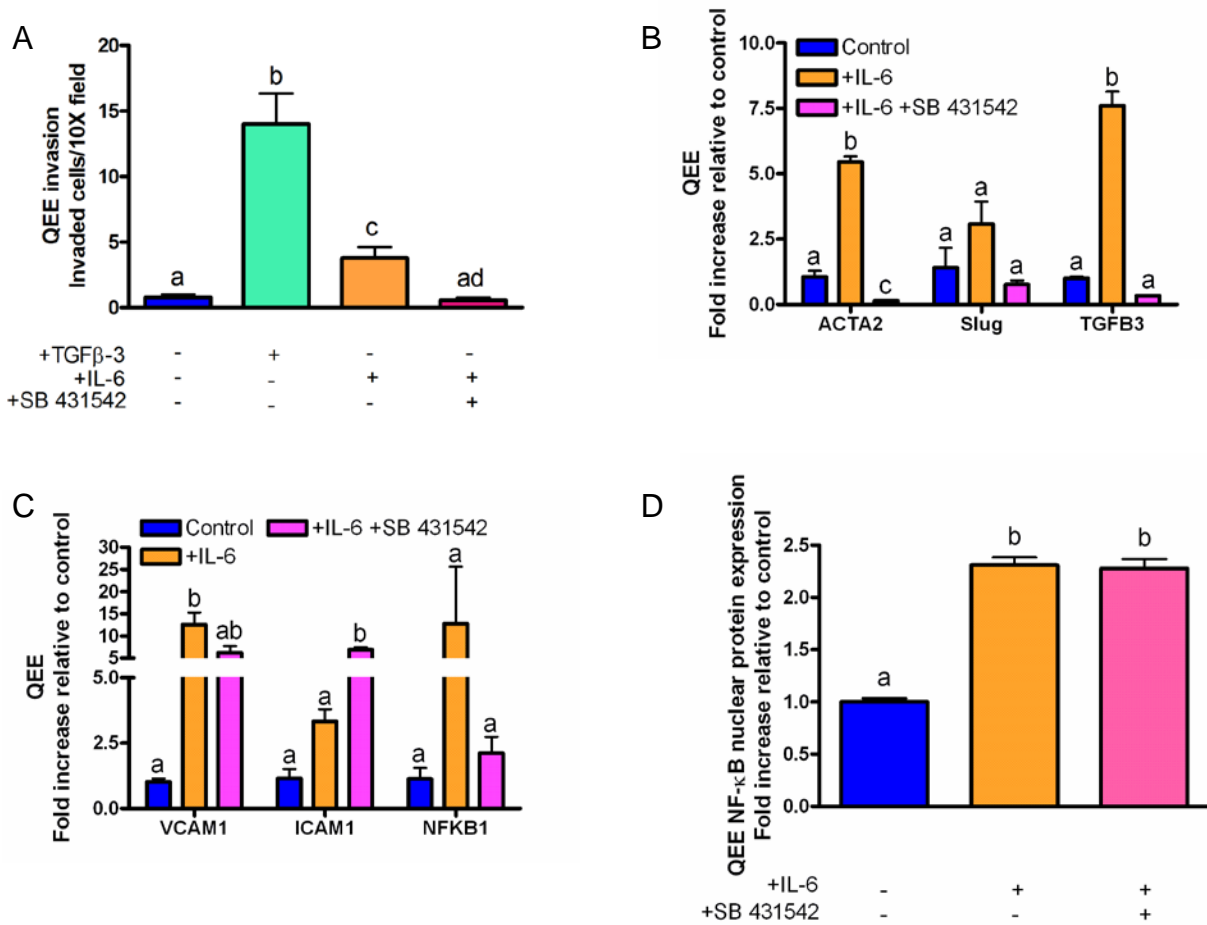 A
QEE invasion
Invaded cells/10X field
20
15
10
5
0
a
b
c
ad
+TGFβ-3 - + - -
+IL-6 - - + +
+SB 431542 - - - +
B
QEE
Fold increase relative to control
10.0
7.5
5.0
2.5
0.0
Control
+IL-6
+IL-6 +SB 431542
a b c
a a a
a b a
ACTA2 Slug TGFB3
C
QEE
Fold increase relative to control
Control +IL-6 +SB 431542
+IL-6
30
25
20
15
10
5
5.0
2.5
0.0
a b ab
a a b
a a a
VCAM1 ICAM1 NFKB1
D
QEE NF-κB nuclear protein expression
Fold increase relative to control
2.5
2.0
1.5
1.0
0.5
0.0
a b b
+IL-6 - + +
+SB 431542 - - +